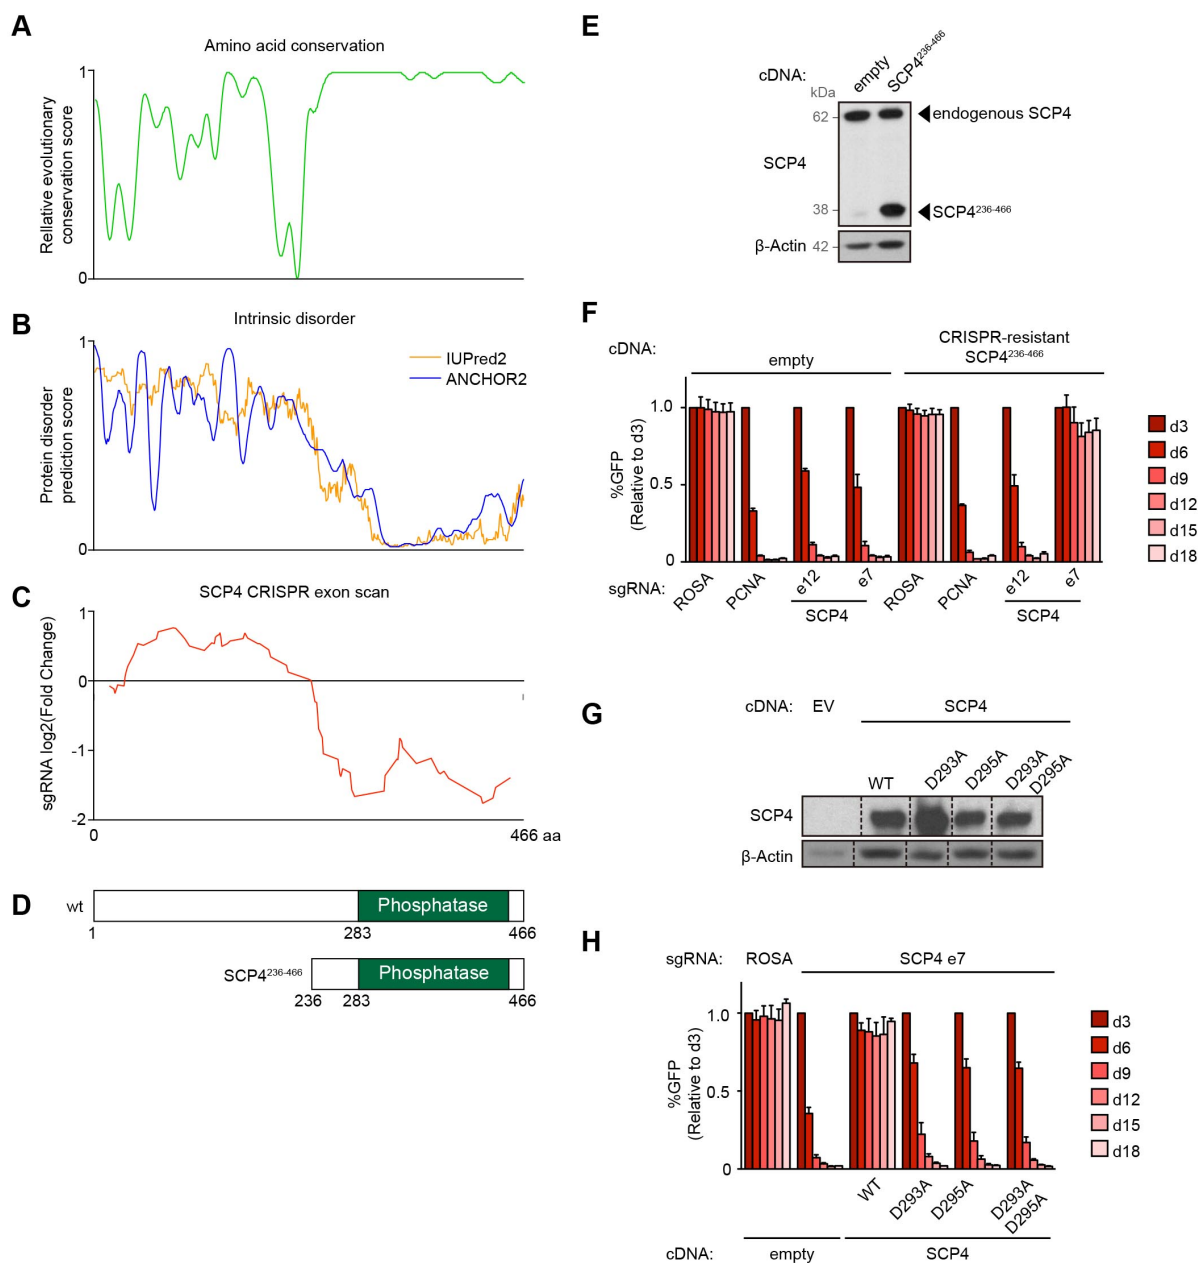 A
Amino acid conservation
1
Rellative evolutionary
conservation score
0
B
Intrinsic disorder
1
IUPred2
ANCHOR2
Protein disorder
prediction score
0
C
SCP4 CRISPR exon scan
1
0
-1
-2
sgRNA log2(Fold Change)
0
466 aa
D
wt
Phosphatase
1
283
466
SCP4236-466
Phosphatase
236
283
466
E
cDNA:
empty
SCP4236-466
kDa
62
endogenous SCP4
SCP4
38
SCP4236-466
β-Actin
42
F
cDNA:
empty
CRISPR-resistant
SCP4236-466
1.0
0.5
0
%GFP
(Relative to d3)
d3
d6
d9
d12
d15
d18
sgRNA:
ROSA
PCNA
e12
e7
ROSA
PCNA
e12
e7
SCP4
SCP4
G
cDNA:
EV
SCP4
WT
D293A
D295A
D293A
D295A
SCP4
β-Actin
H
sgRNA:
ROSA
SCP4 e7
1.0
0.5
0
%GFP
(Relative to d3)
d3
d6
d9
d12
d15
d18
WT
D293A
D295A
D293A
D295A
cDNA:
empty
SCP4